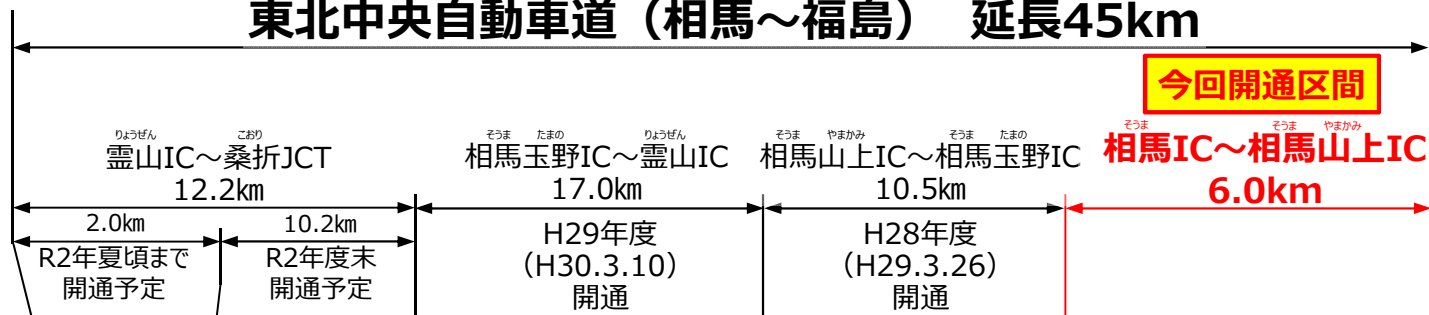 東北中央自動車道（相馬～福島）　延長45km
今回開通区間
りょうぜん　こおり
霊山IC～桑折JCT
12.2㎞
2.0㎞
R2年夏頃まで
開通予定
10.2㎞
R2年度末
開通予定
そうま　たまの　りょうぜん
相馬玉野IC～霊山IC
17.0㎞
H29年度
（H30.3.10）
開通
そうま　やまかみ　そうま　たまの
相馬山上IC～相馬玉野IC
10.5㎞
H28年度
（H29.3.26）
開通
そうま　そうま　やまかみ
相馬IC～相馬山上IC
6.0㎞